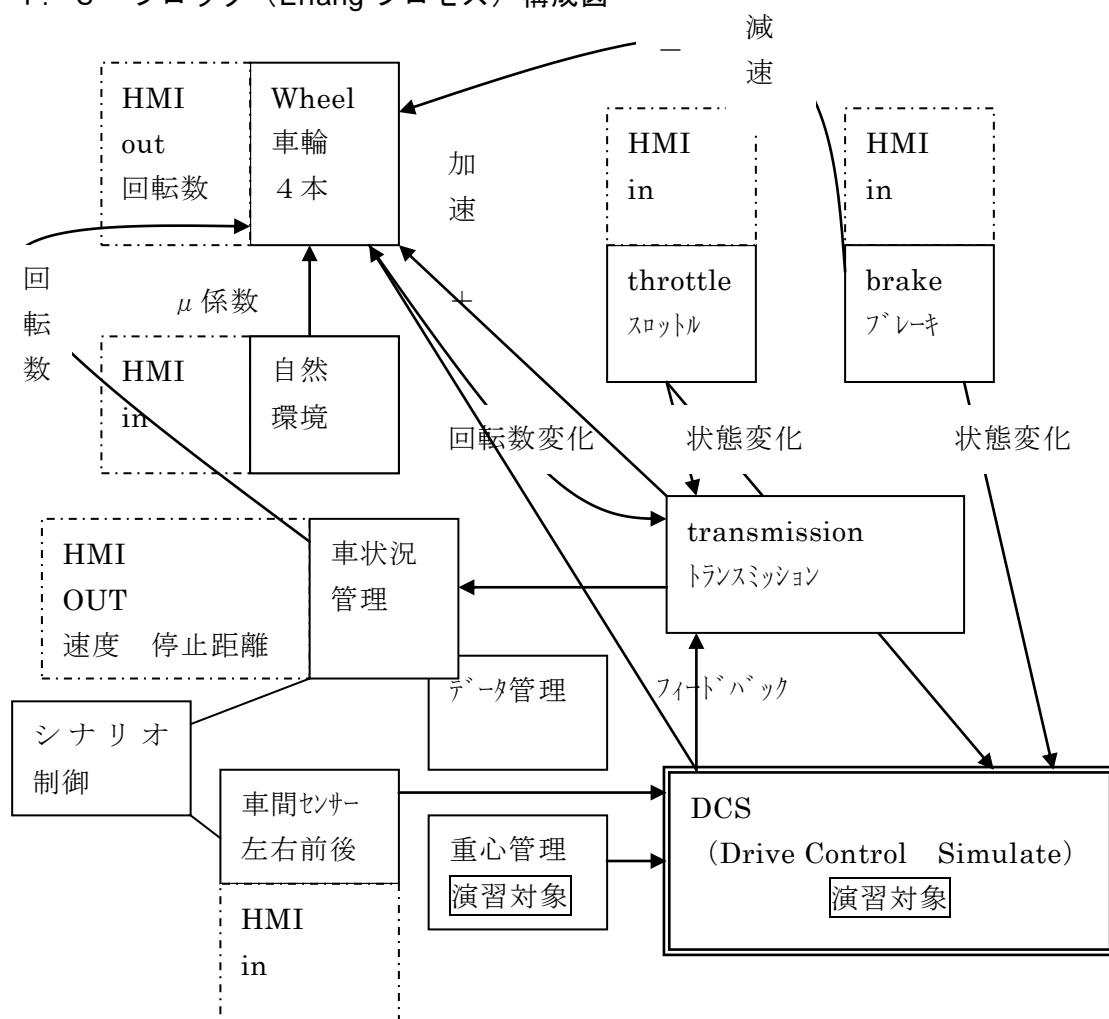 減
速
－
HMI
out
回転数
Wheel
車輪
４本
加
速
＋
HMI
in
HMI
in
throttle
ｽﾛｯﾄﾙ
brake
ﾌﾞﾚｰｷ
回
転
数
μ係数
HMI
in
自然
環境
回転数変化
状態変化
状態変化
transmission
ﾄﾗﾝｽﾐｯｼｮﾝ
HMI
OUT
速度　停止距離
車状況
管理
ﾃﾞｰﾀ管理
ﾌｨｰﾄﾞﾊﾞｯｸ
シナリオ
制御
車間ｾﾝｻｰ
左右前後
HMI
in
重心管理
演習対象
DCS
（Drive Control　Simulate）
演習対象